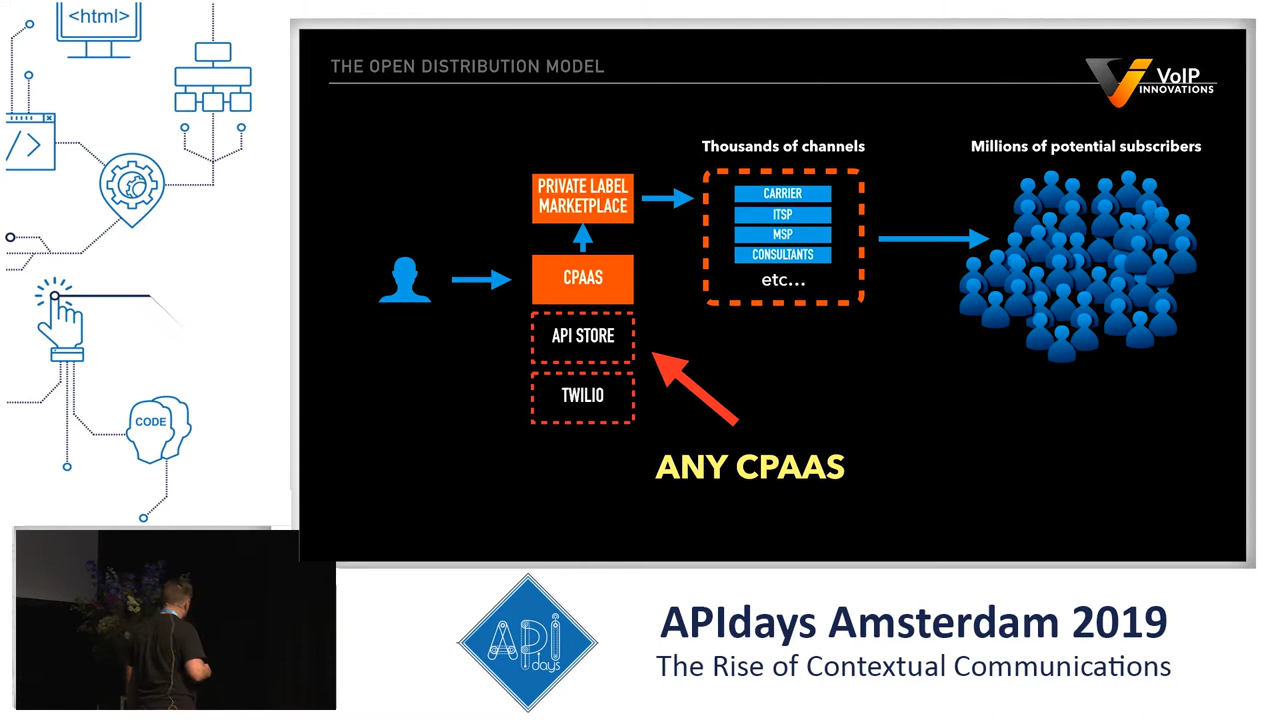 <html>
THE OPEN DISTRIBUTION MODEL
VoIP
INNOVATIONS
Thousands of channels
Millions of potential subscribers
PRIVATE LABEL
MARKETPLACE
CARRIER
ITSP
MSP
CONSULTANTS
etc...
CPAAS
API STORE
TWILIO
ANY CPAAS
</>
CODE
API
days
APIdays Amsterdam 2019
The Rise of Contextual Communications